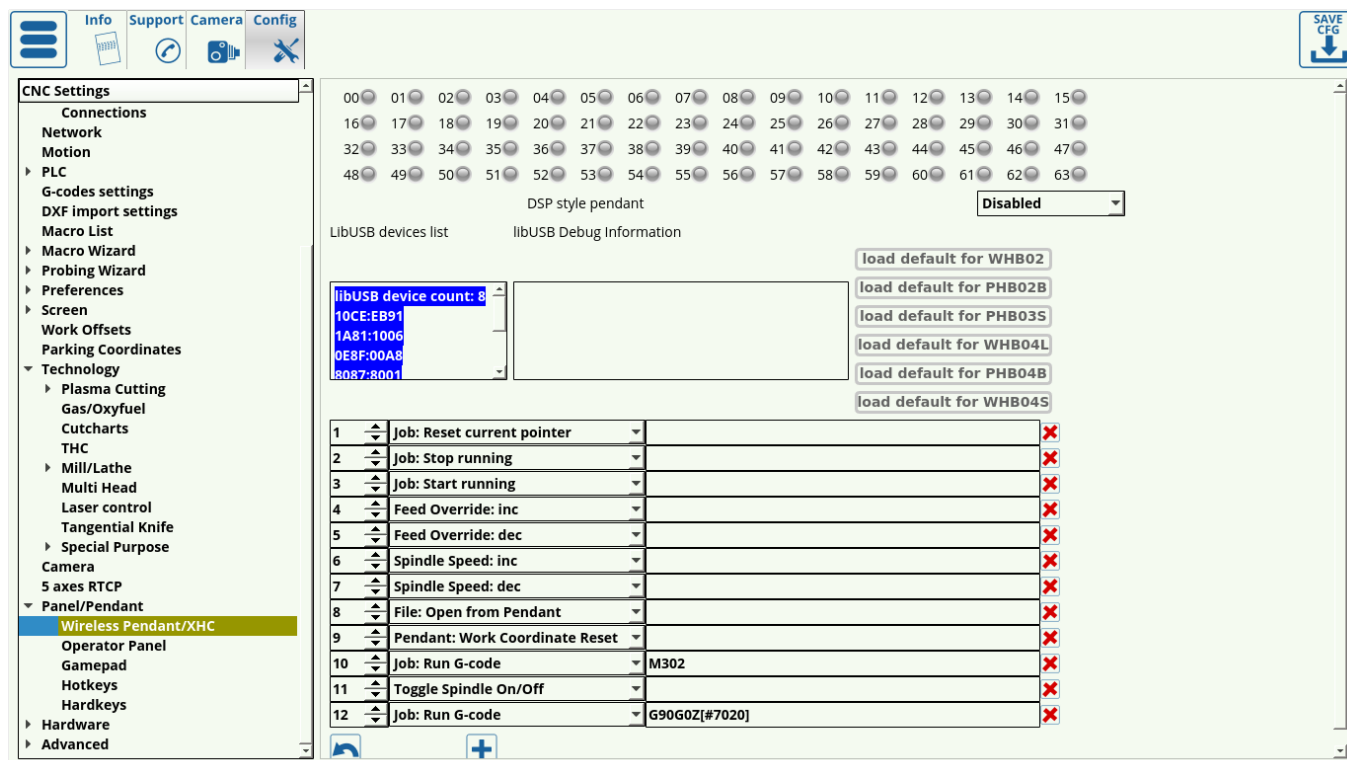 Info Support Camera Config
SAVE
CFG
CNC Settings
Connections
Network
Motion
PLC
G-codes settings
DXF import settings
Macro List
Macro Wizard
Probing Wizard
Preferences
Screen
Work Offsets
Parking Coordinates
Technology
Plasma Cutting
Gas/Oxyfuel
Cutcharts
THC
Mill/Lathe
Multi Head
Laser control
Tangential Knife
Special Purpose
Camera
5 axes RTCP
Panel/Pendant
Wireless Pendant/XHC
Operator Panel
Gamepad
Hotkeys
Hardkeys
Hardware
Advanced
00 01 02 03 04 05 06 07 08 09 10 11 12 13 14 15
16 17 18 19 20 21 22 23 24 25 26 27 28 29 30 31
32 33 34 35 36 37 38 39 40 41 42 43 44 45 46 47
48 49 50 51 52 53 54 55 56 57 58 59 60 61 62 63
DSP style pendant Disabled
LibUSB devices list libUSB Debug Information
libUSB device count: 8
10CE:EB91
1A81:1006
0E8F:00A8
8087:8001
load default for WHB02
load default for PHB02B
load default for PHB03S
load default for WHB04L
load default for PHB04B
load default for WHB04S
1 Job: Reset current pointer
2 Job: Stop running
3 Job: Start running
4 Feed Override: inc
5 Feed Override: dec
6 Spindle Speed: inc
7 Spindle Speed: dec
8 File: Open from Pendant
9 Pendant: Work Coordinate Reset
10 Job: Run G-code M302
11 Toggle Spindle On/Off
12 Job: Run G-code G90G0Z[#7020]